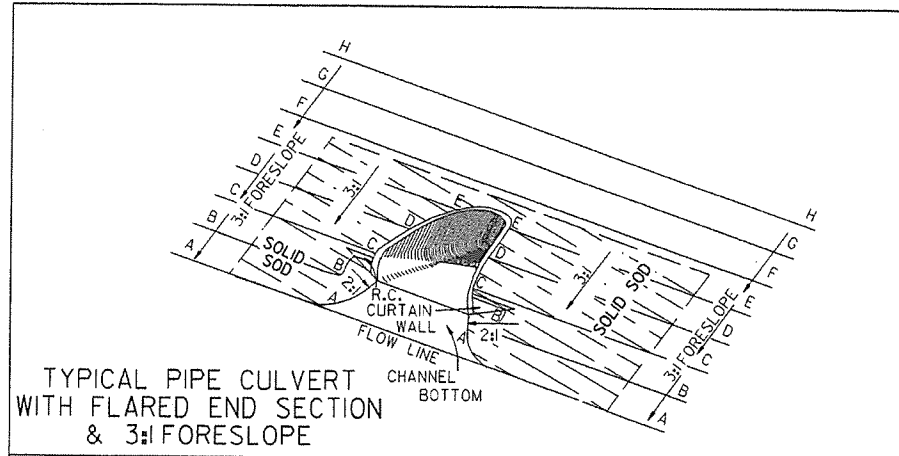 H
G
F
E
D
C
B
A
3:1 FORESLOPE
3:1
SOLID
SOD
E
D
C
B
A
2:1
E
D
C
B
A
2:1
R.C.
CURTAIN
WALL
FLOW LINE
CHANNEL
BOTTOM
3:1
SOLID SOD
H
G
F
E
D
C
B
A
3:1 FORESLOPE
TYPICAL PIPE CULVERT
WITH FLARED END SECTION
& 3:1 FORESLOPE